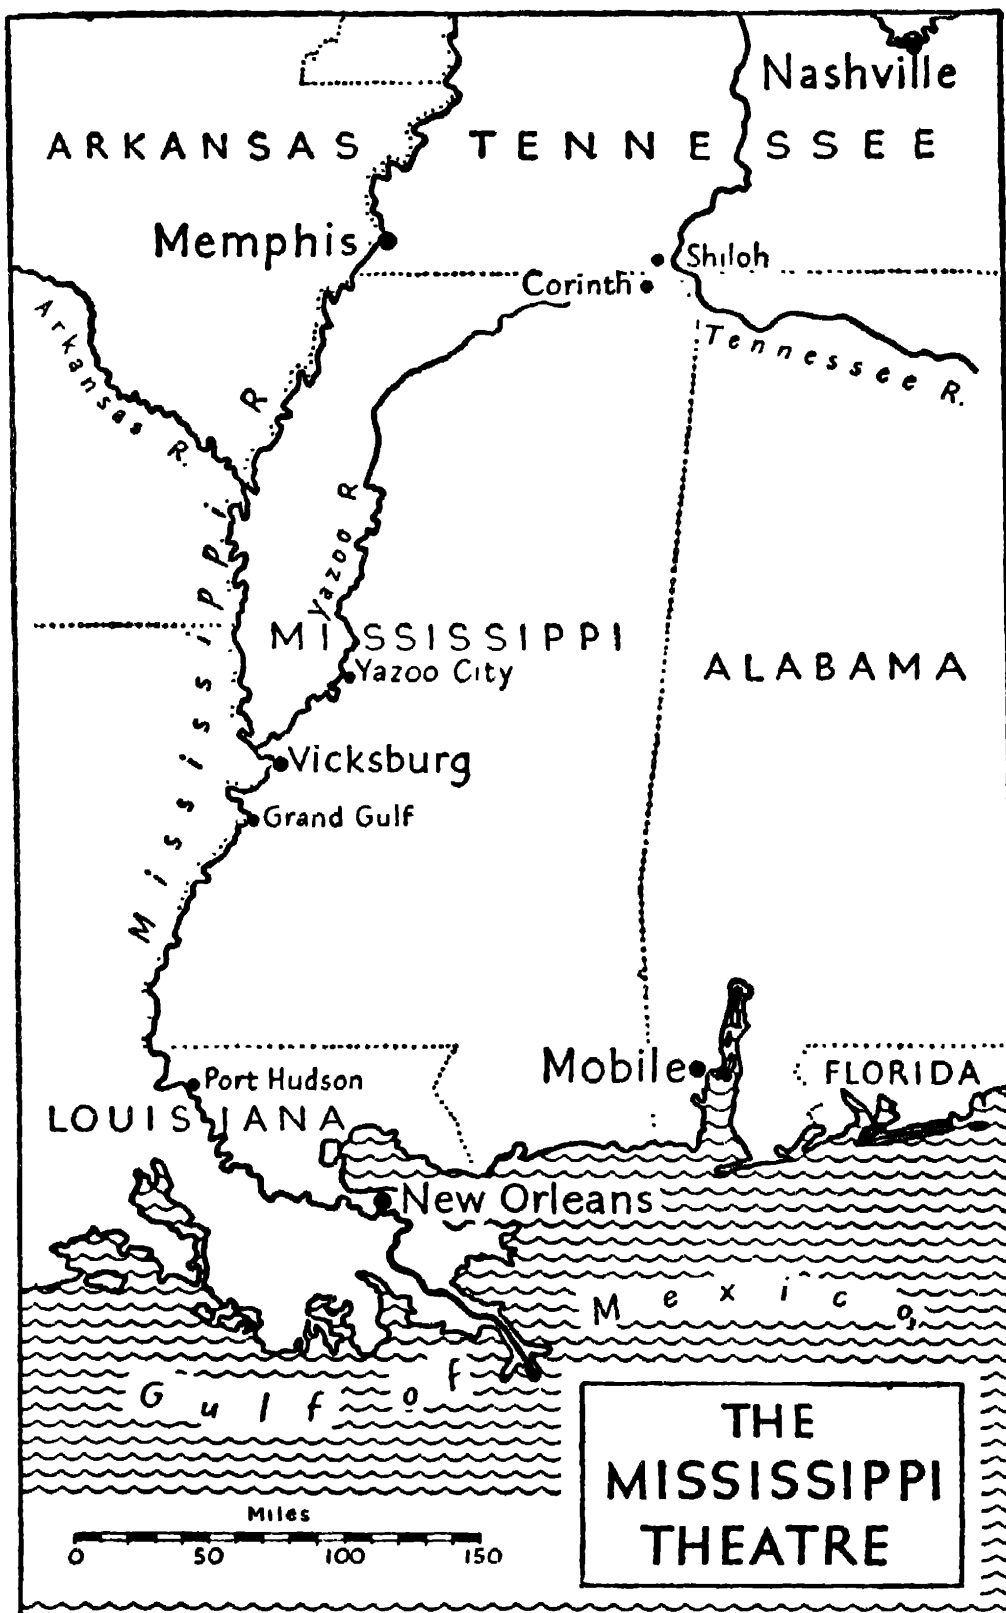 Nashville
ARKANSAS
TENNESSEE
Memphis
Shiloh
Corinth
Arkansas R.
Tennessee R.
Mississippi R
Yazoo R
MISSISSIPPI
Yazoo City
ALABAMA
Vicksburg
Grand Gulf
Mobile
FLORIDA
Port Hudson
LOUISIANA
New Orleans
Gulf of Mexico
THE
MISSISSIPPI
THEATRE
Miles
0 50 100 150